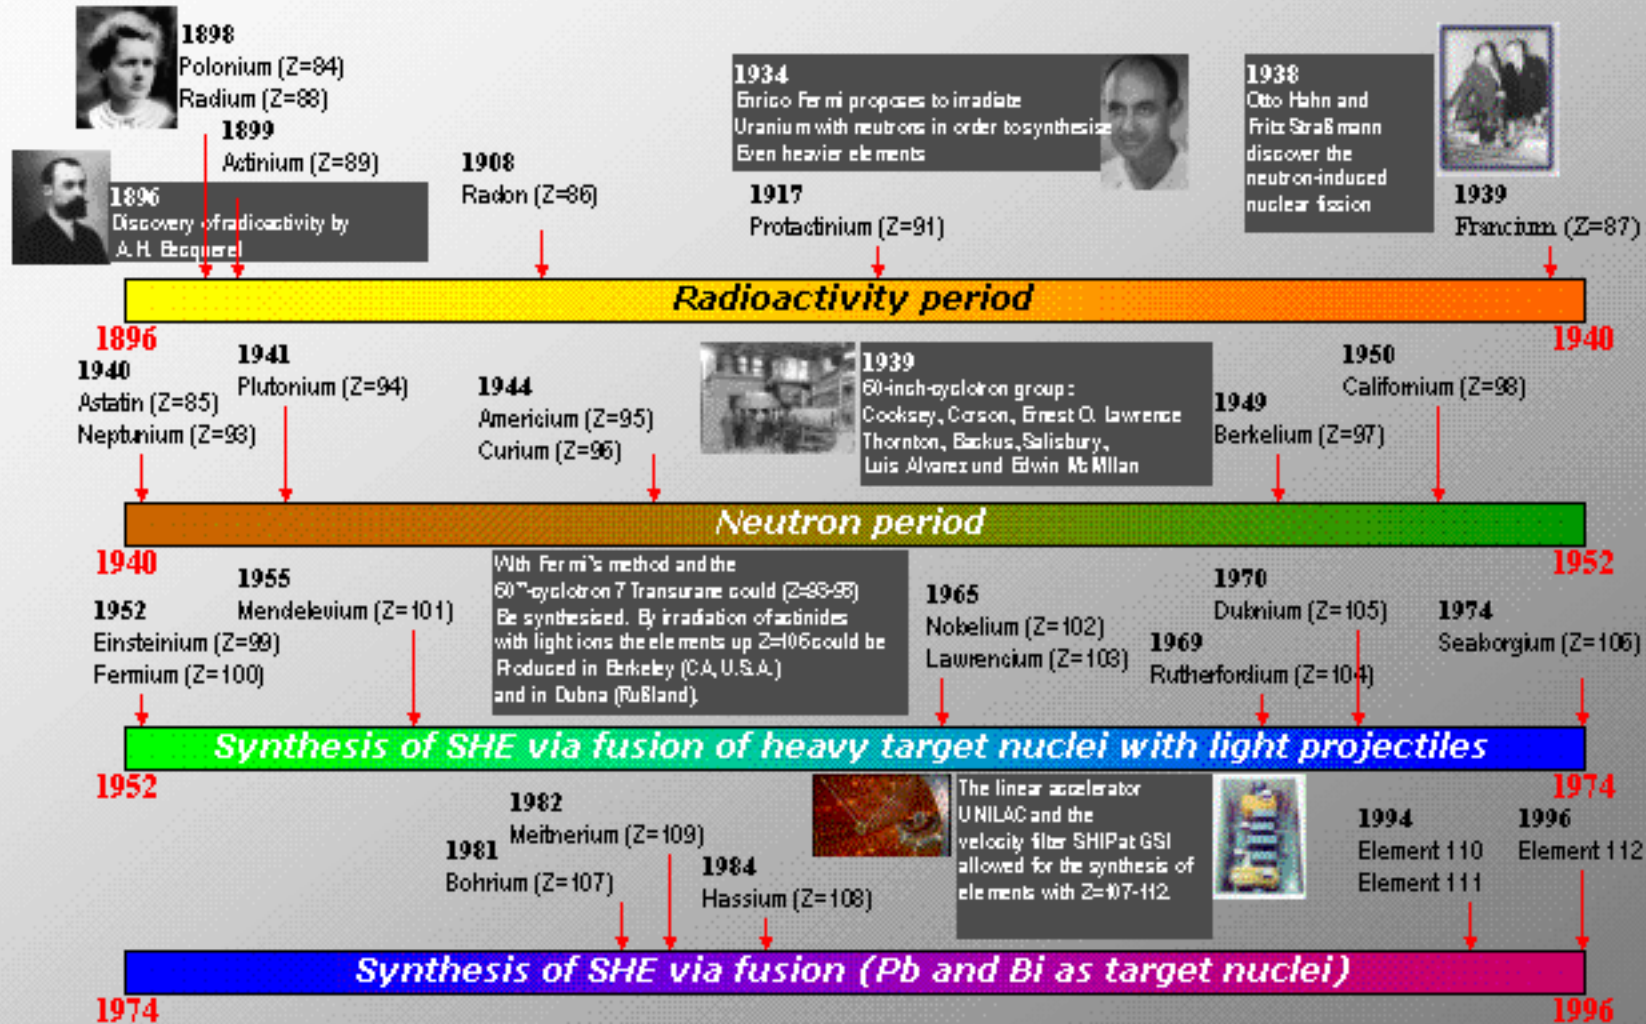 1898
Polonium (Z=84)
Radium (Z=88)
1899
Actinium (Z=89)
1896
Discovery of radioactivity by
A. H. Becquerel
1908
Radon (Z=86)
1934
Enrico Fermi proposes to irradiate
Uranium with neutrons in order to synthesise
Even heavier elements
1917
Protactinium (Z=91)
1938
Otto Hahn and
Fritz Straßmann
discover the
neutron-induced
nuclear fission
1939
Francium (Z=87)
Radioactivity period
1896
1940
1940
Astatin (Z=85)
Neptunium (Z=93)
1941
Plutonium (Z=94)
1944
Americium (Z=95)
Curium (Z=96)
1939
60-inch-cyclotron group:
Cooksey, Corson, Ernest O. Lawrence
Thornton, Backus, Salisbury,
Luis Alvarez und Edwin McMillan
1949
Berkelium (Z=97)
1950
Californium (Z=98)
Neutron period
1940
1952
1952
Einsteinium (Z=99)
Fermium (Z=100)
1955
Mendelevium (Z=101)
With Fermi's method and the
60"-cyclotron 7 Transurane could (Z=93-98)
Be synthesised. By irradiation of actinides
with light ions the elements up Z=106 could be
Produced in Berkeley (CA, U.S.A.)
and in Dubna (Rußland).
1965
Nobelium (Z=102)
Lawrencium (Z=103)
1969
Rutherfordium (Z=104)
1970
Dubnium (Z=105)
1974
Seaborgium (Z=106)
Synthesis of SHE via fusion of heavy target nuclei with light projectiles
1952
1974
1981
Bohrium (Z=107)
1982
Meitnerium (Z=109)
1984
Hassium (Z=108)
The linear accelerator
UNILAC and the
velocity filter SHIP at GSI
allowed for the synthesis of
elements with Z=107-112.
1994
Element 110
Element 111
1996
Element 112
Synthesis of SHE via fusion (Pb and Bi as target nuclei)
1974
1996